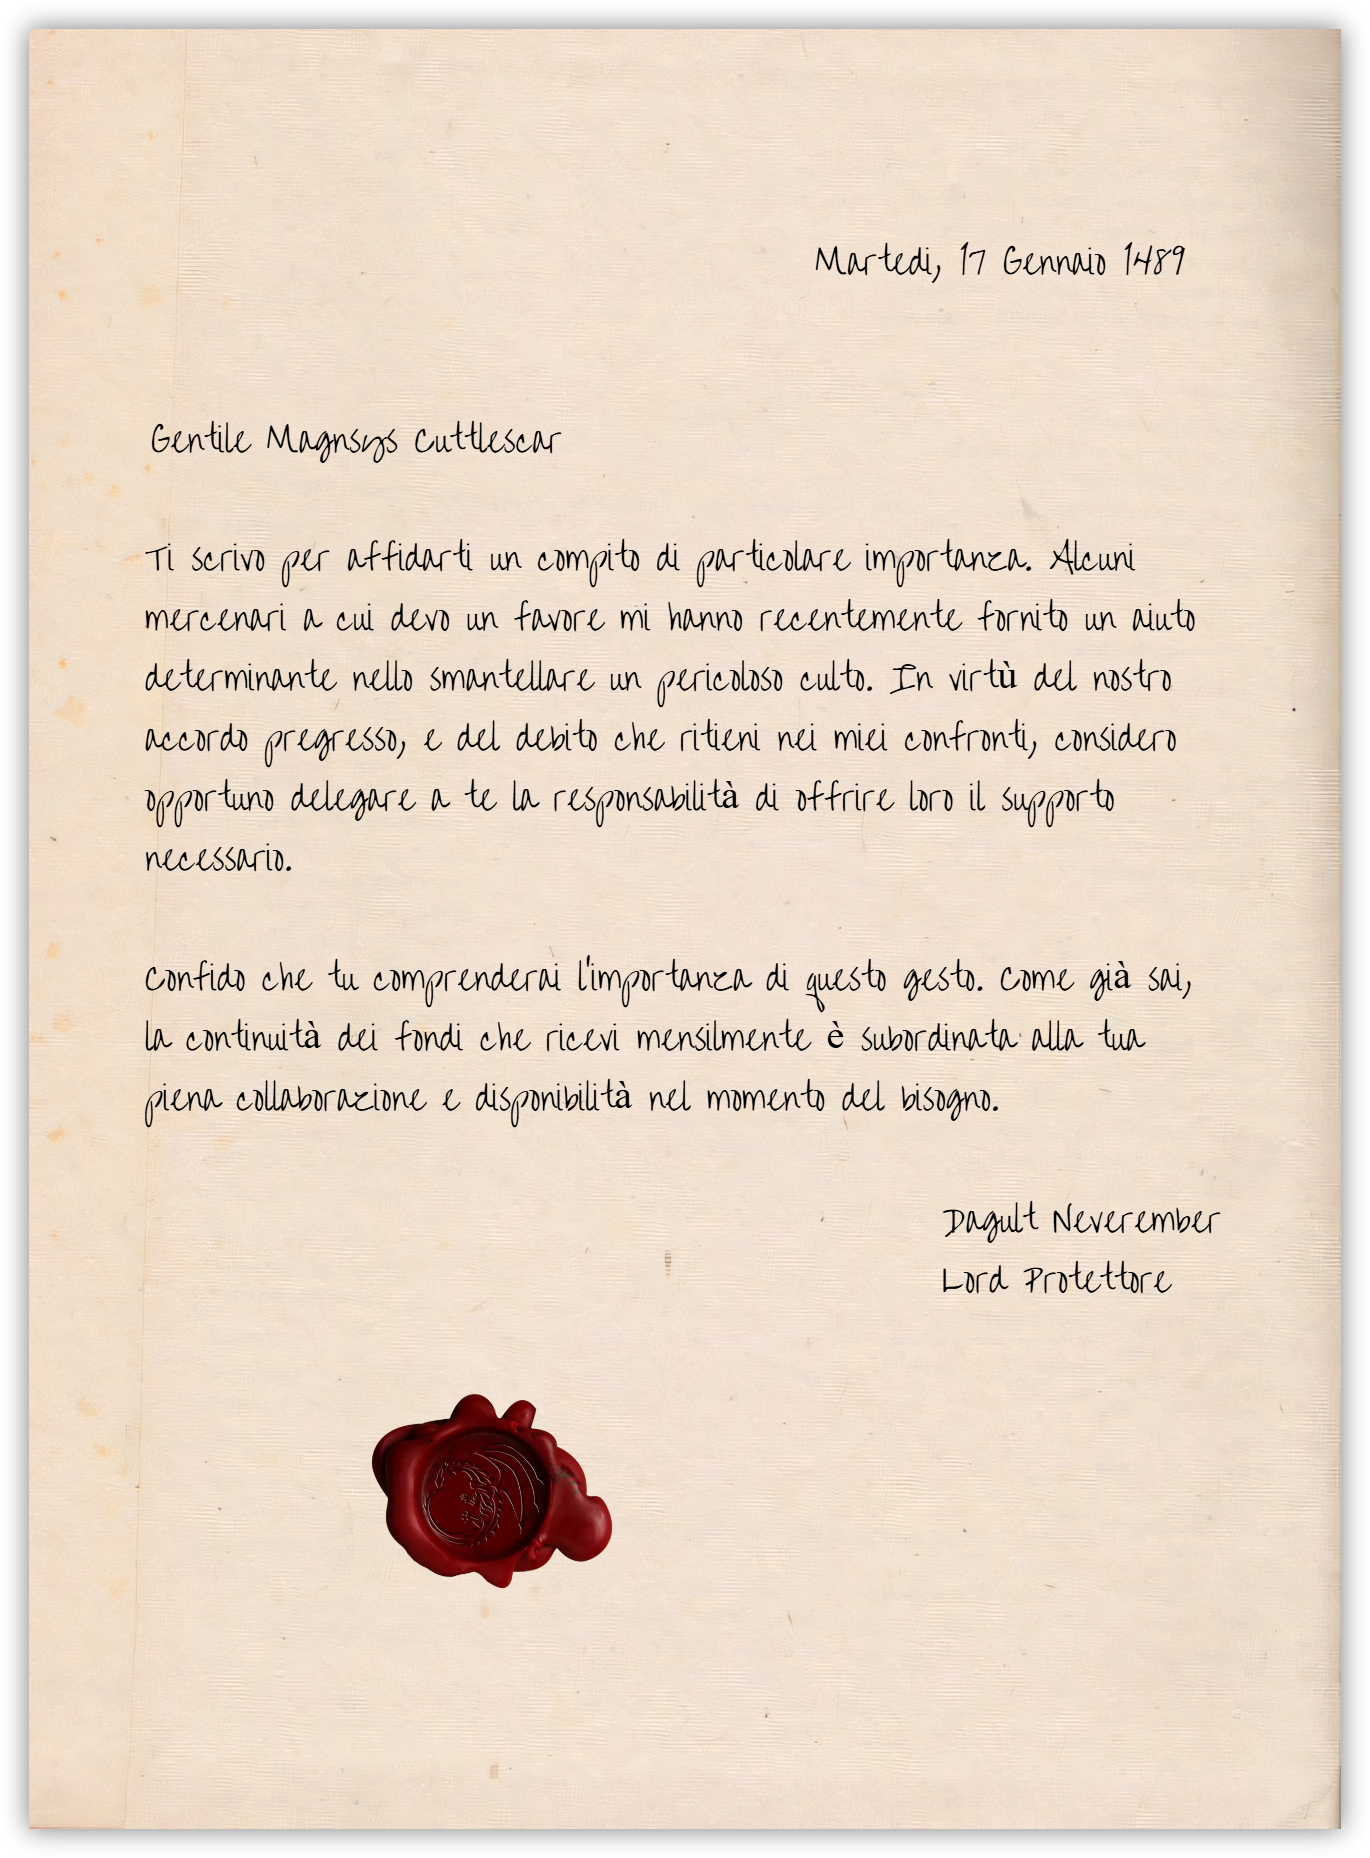 Martedi, 17 Gennaio 1489
Gentile Magnsys Cuttlescar
Ti scrivo per affidarti un compito di particolare importanza. Alcuni
mercenari a cui devo un favore mi hanno recentemente fornito un aiuto
determinante nello smantellare un pericoloso culto. In virtù del nostro
accordo pregresso, e del debito che ritieni nei miei confronti, considero
opportuno delegare a te la responsabilità di offrire loro il supporto
necessario.
Confido che tu comprenderai l'importanza di questo gesto. Come già sai,
la continuità dei fondi che ricevi mensilmente è subordinata alla tua
piena collaborazione e disponibilità nel momento del bisogno.
Dagult Neverember
Lord Protettore